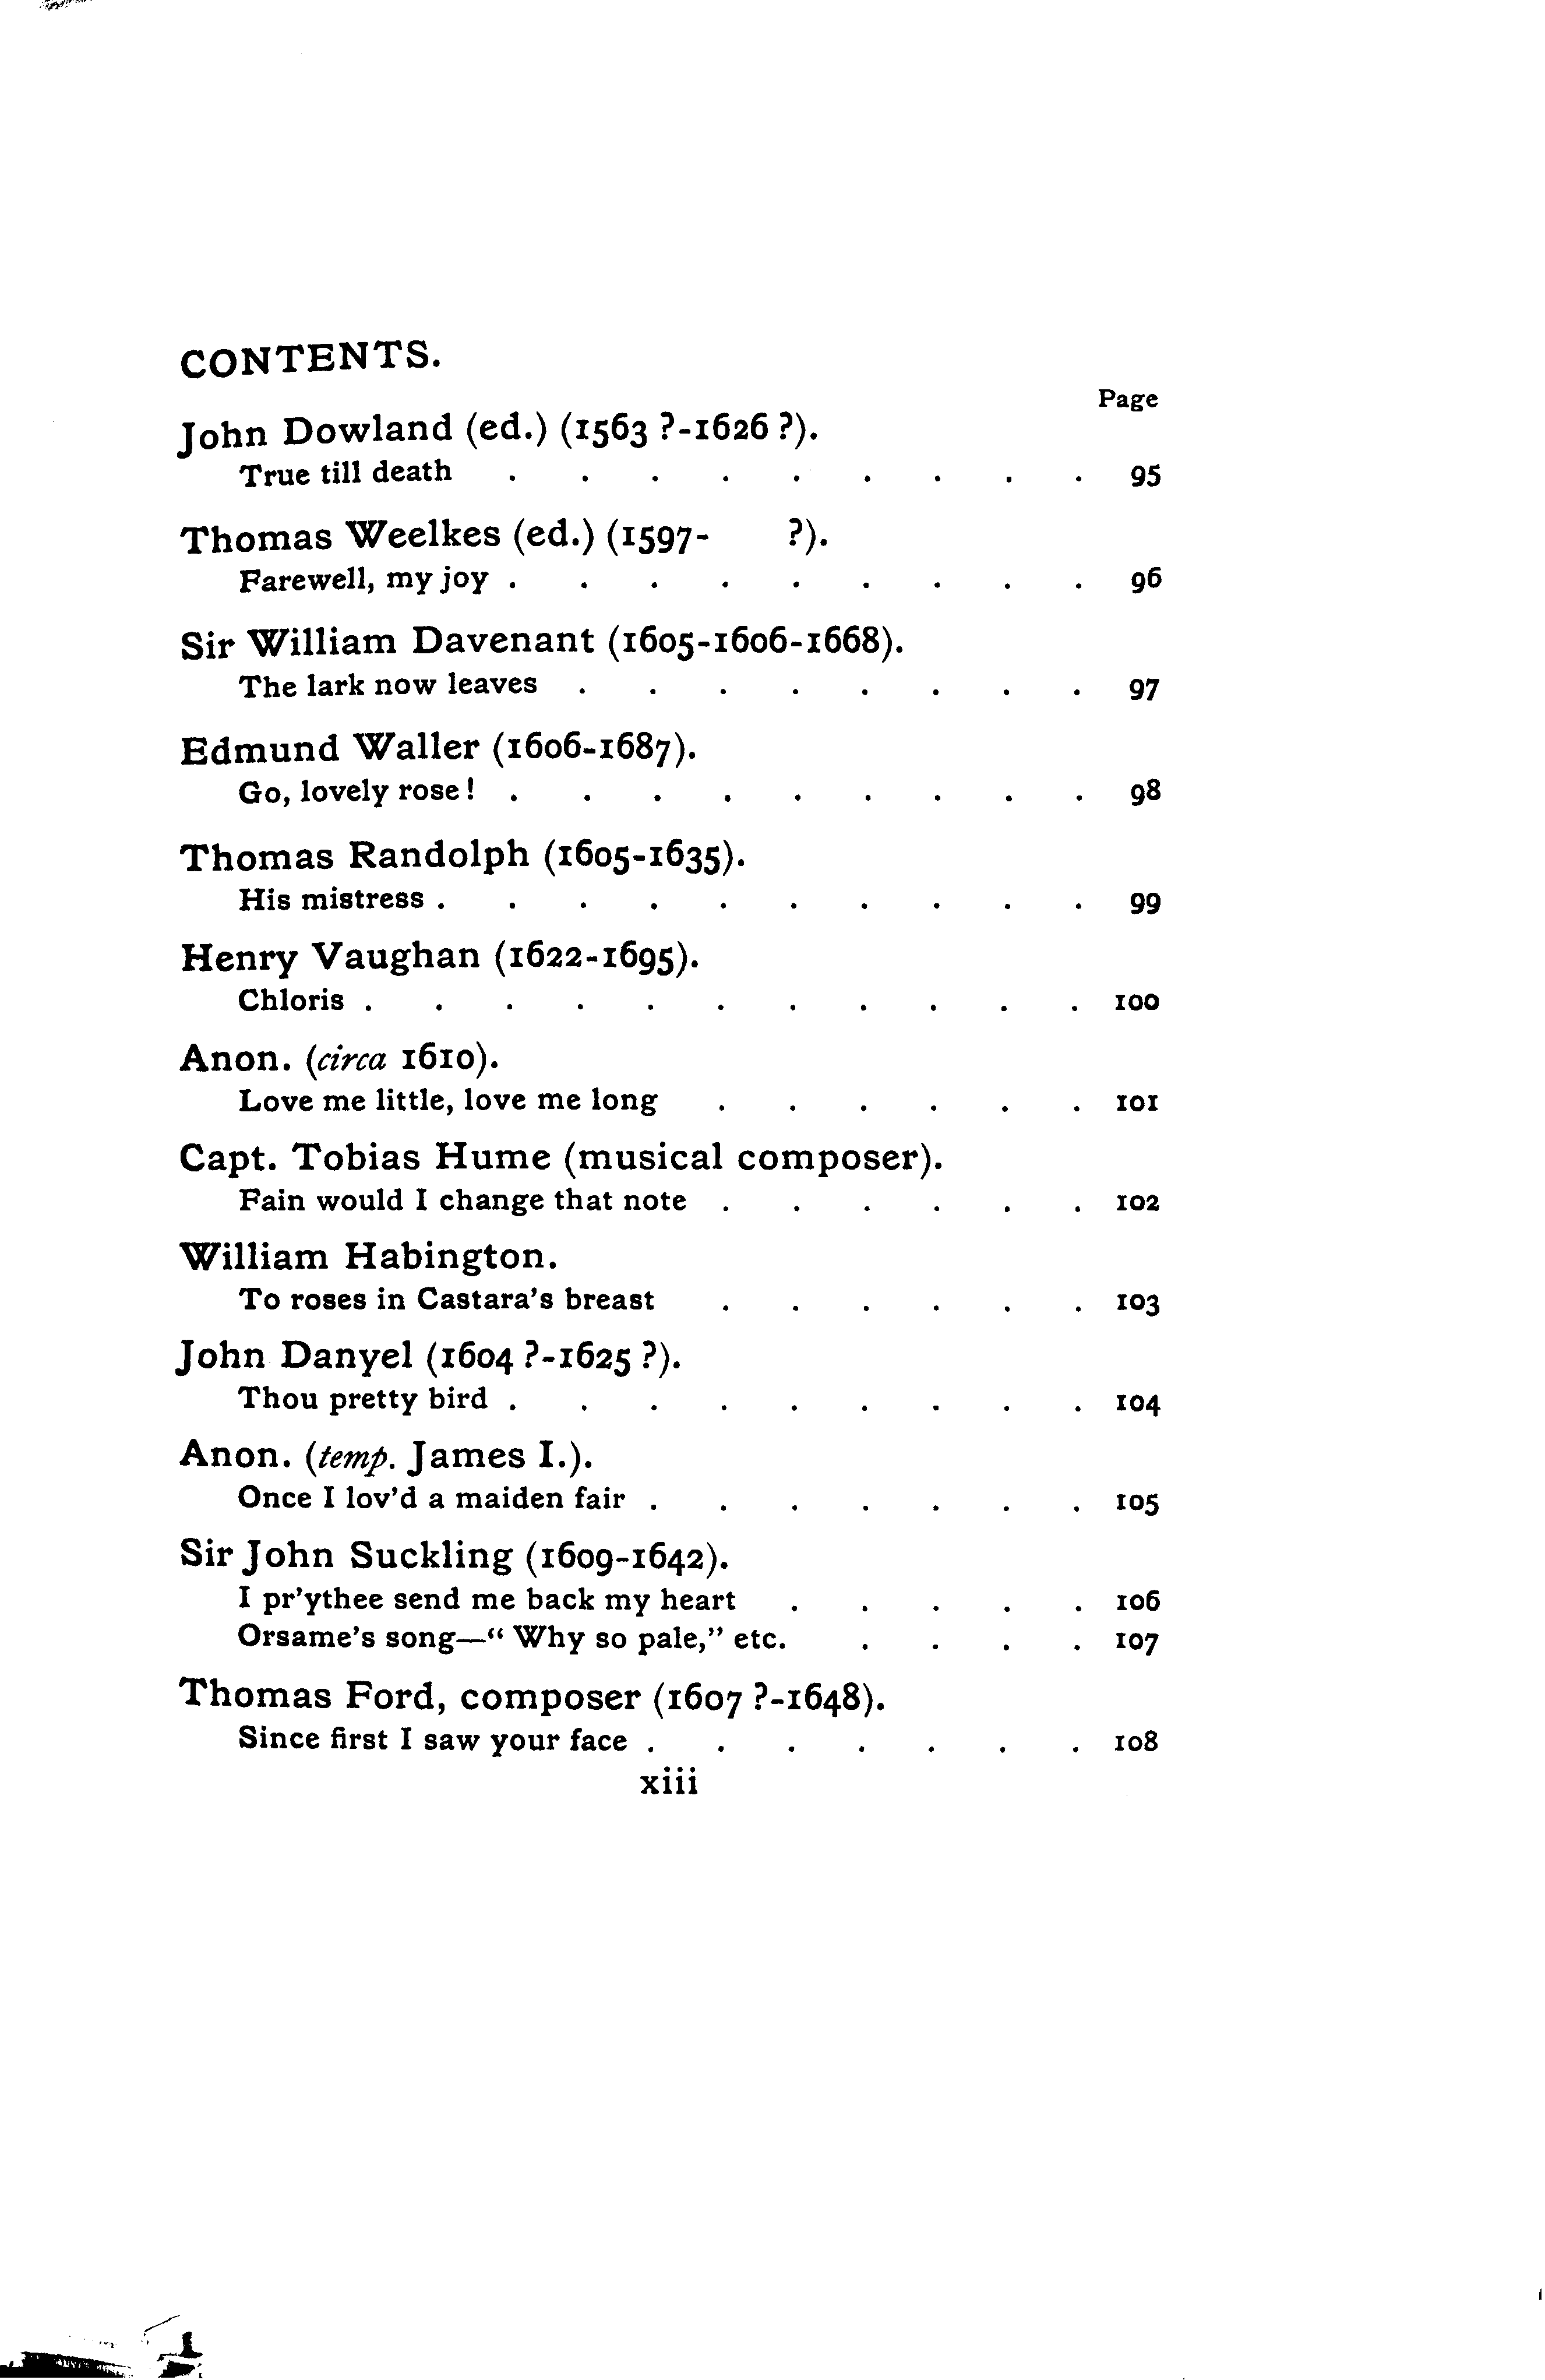 CONTENTS.
Page
John Dowland (ed.) (1563 ?-1626 ?).
True till death . . . . . . . . . 95
Thomas Weelkes (ed.) (1597- ?).
Farewell, my joy . . . . . . . . . 96
Sir William Davenant (1605-1606-1668).
The lark now leaves . . . . . . . . 97
Edmund Waller (1606-1687).
Go, lovely rose ! . . . . . . . . . 98
Thomas Randolph (1605-1635).
His mistress . . . . . . . . . . 99
Henry Vaughan (1622-1695).
Chloris . . . . . . . . . . . 100
Anon. (circa 1610).
Love me little, love me long . . . . . . 101
Capt. Tobias Hume (musical composer).
Fain would I change that note . . . . . . 102
William Habington.
To roses in Castara's breast . . . . . . 103
John Danyel (1604 ?-1625 ?).
Thou pretty bird . . . . . . . . . 104
Anon. (temp. James I.).
Once I lov'd a maiden fair . . . . . . . 105
Sir John Suckling (1609-1642).
I pr'ythee send me back my heart . . . . . 106
Orsame's song—“ Why so pale,” etc. . . . . 107
Thomas Ford, composer (1607 ?-1648).
Since first I saw your face . . . . . . . 108
xiii